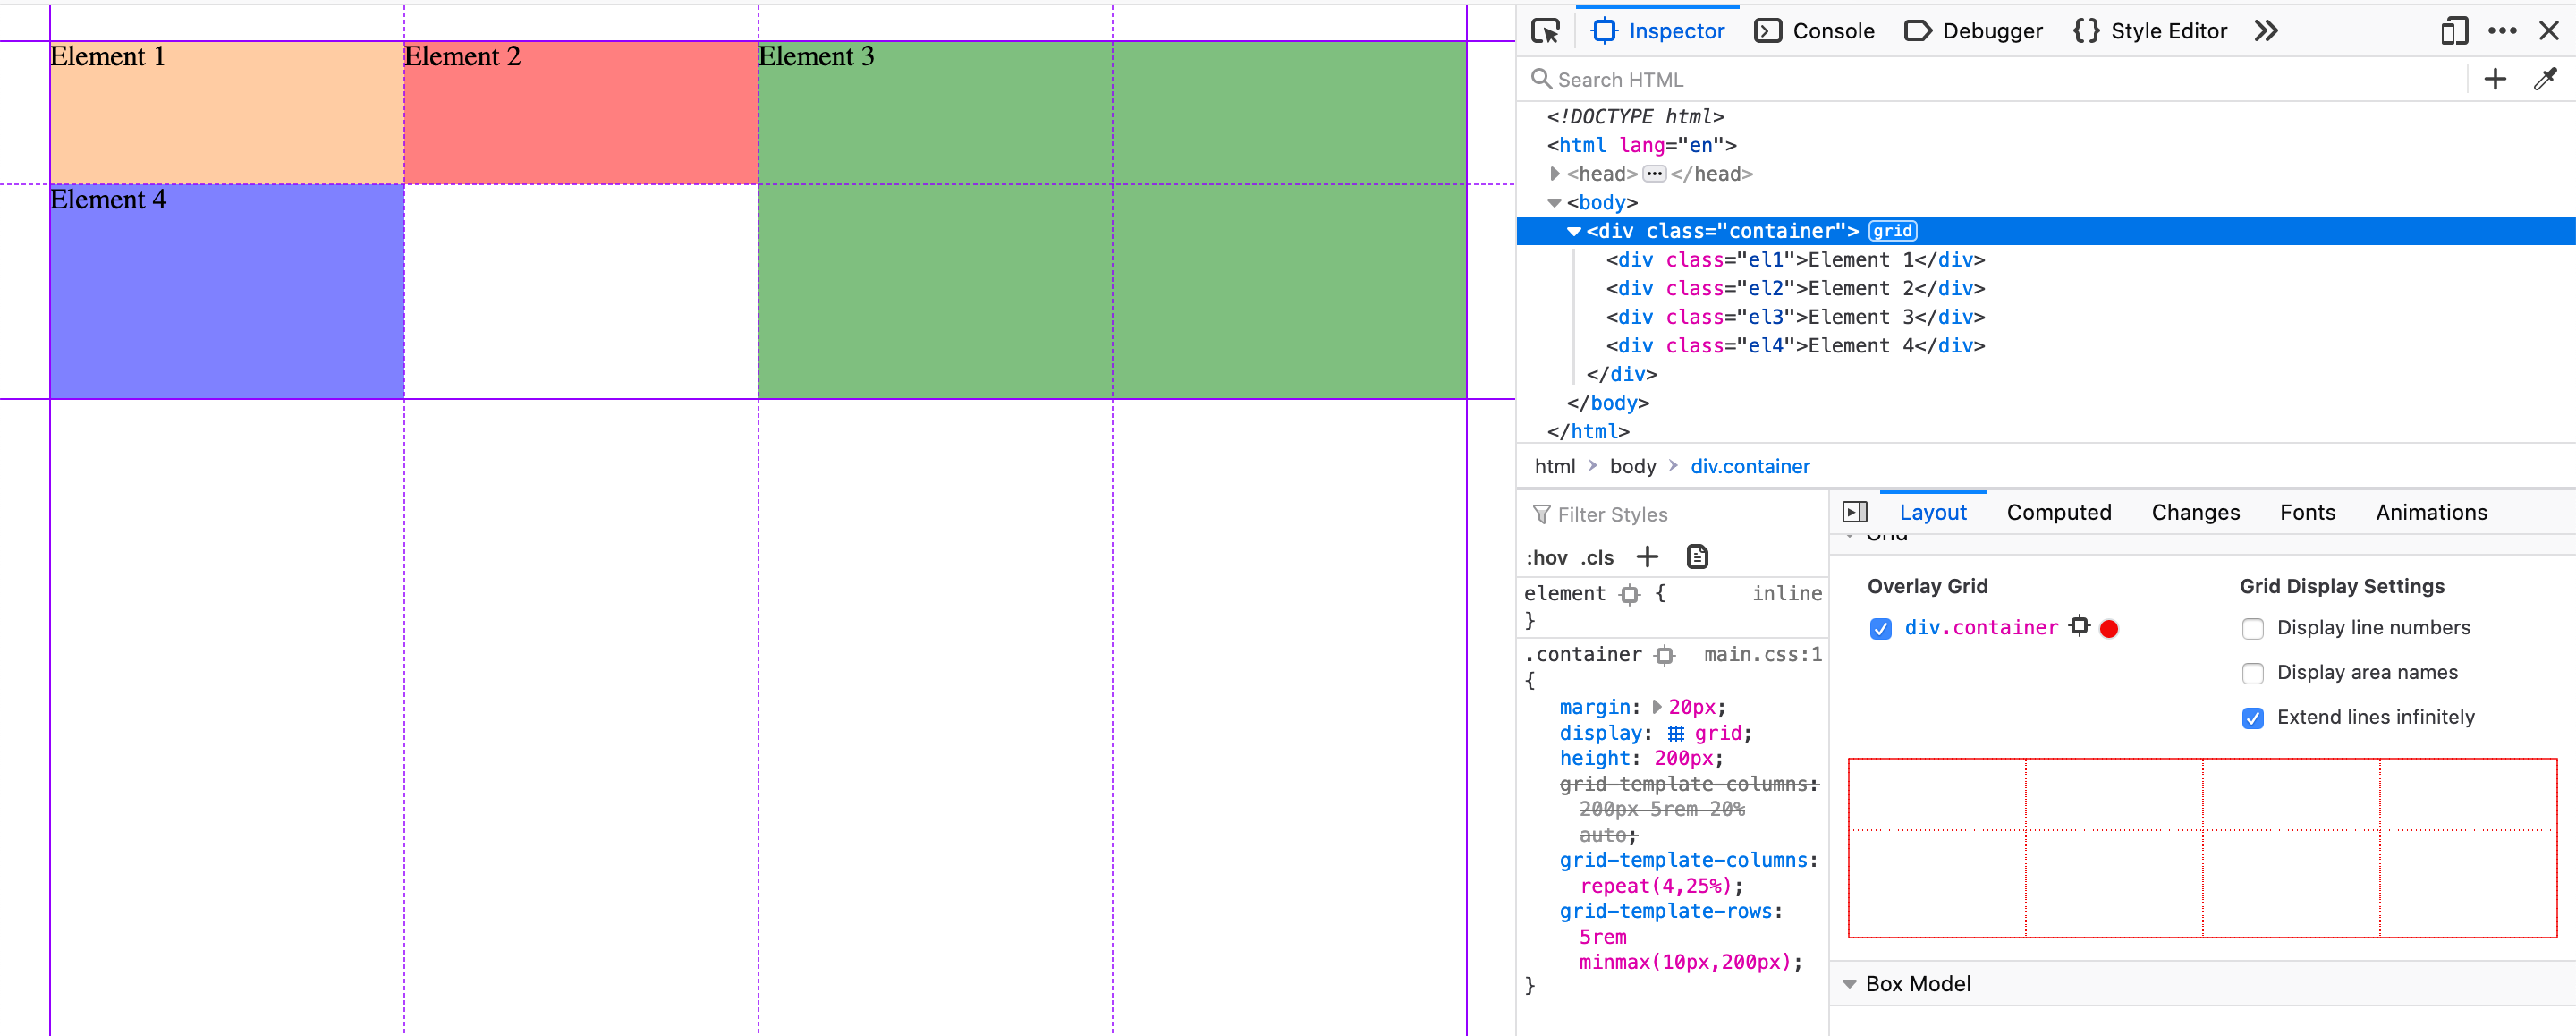 Element 1
Element 2
Element 3
Element 4
Inspector
Console
Debugger
{} Style Editor
Search HTML
<!DOCTYPE html>
<html lang="en">
<head>
</head>
<body>
<div class="container"> grid
<div class="el1">Element 1</div>
<div class="el2">Element 2</div>
<div class="el3">Element 3</div>
<div class="el4">Element 4</div>
</div>
</body>
</html>
html > body > div.container
Filter Styles
:hov .cls
element { inline
}
.container main.css:1
{
margin: 20px;
display: grid;
height: 200px;
grid-template-columns:
200px 5rem 20%
auto;
grid-template-columns:
repeat(4,25%);
grid-template-rows:
5rem
minmax(10px,200px);
}
Layout
Computed
Changes
Fonts
Animations
Grid
Overlay Grid
div.container
Grid Display Settings
Display line numbers
Display area names
Extend lines infinitely
Box Model